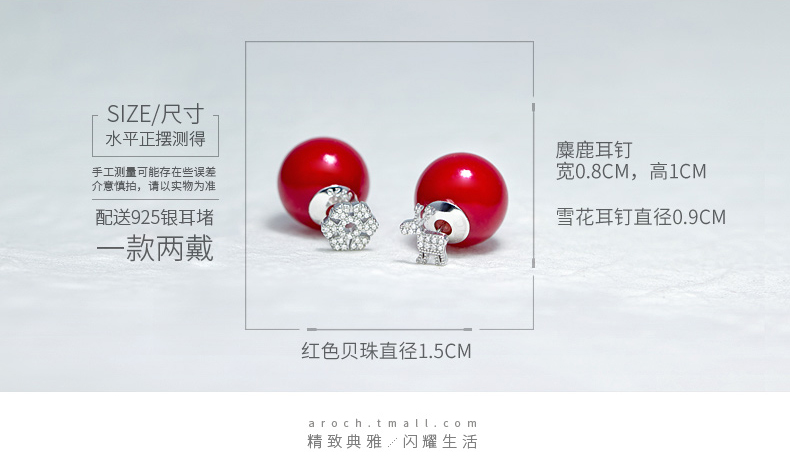 SIZE/尺寸
水平正摆测得
手工测量可能存在些误差
介意慎拍，请以实物为准
配送925银耳堵
一款两戴
麋鹿耳钉
宽0.8CM，高1CM
雪花耳钉直径0.9CM
红色贝珠直径1.5CM
aroch.tmall.com
精致典雅／闪耀生活